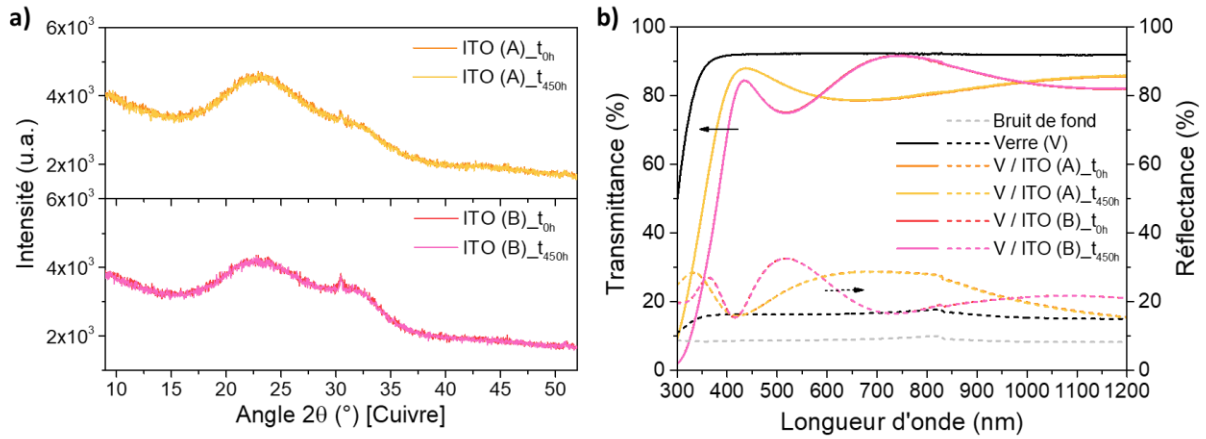 a)
6x10³
4x10³
2x10³
6x10³
4x10³
2x10³
Intensité (u.a.)
ITO (A)_t0h
ITO (A)_t450h
ITO (B)_t0h
ITO (B)_t450h
10 15 20 25 30 35 40 45 50
Angle 2θ (°) [Cuivre]
b)
100
80
60
40
20
0
Transmittance (%)
Bruit de fond
Verre (V)
V / ITO (A)_t0h
V / ITO (A)_t450h
V / ITO (B)_t0h
V / ITO (B)_t450h
100
80
60
40
20
0
Réflectance (%)
300 400 500 600 700 800 900 1000 1100 1200
Longueur d'onde (nm)